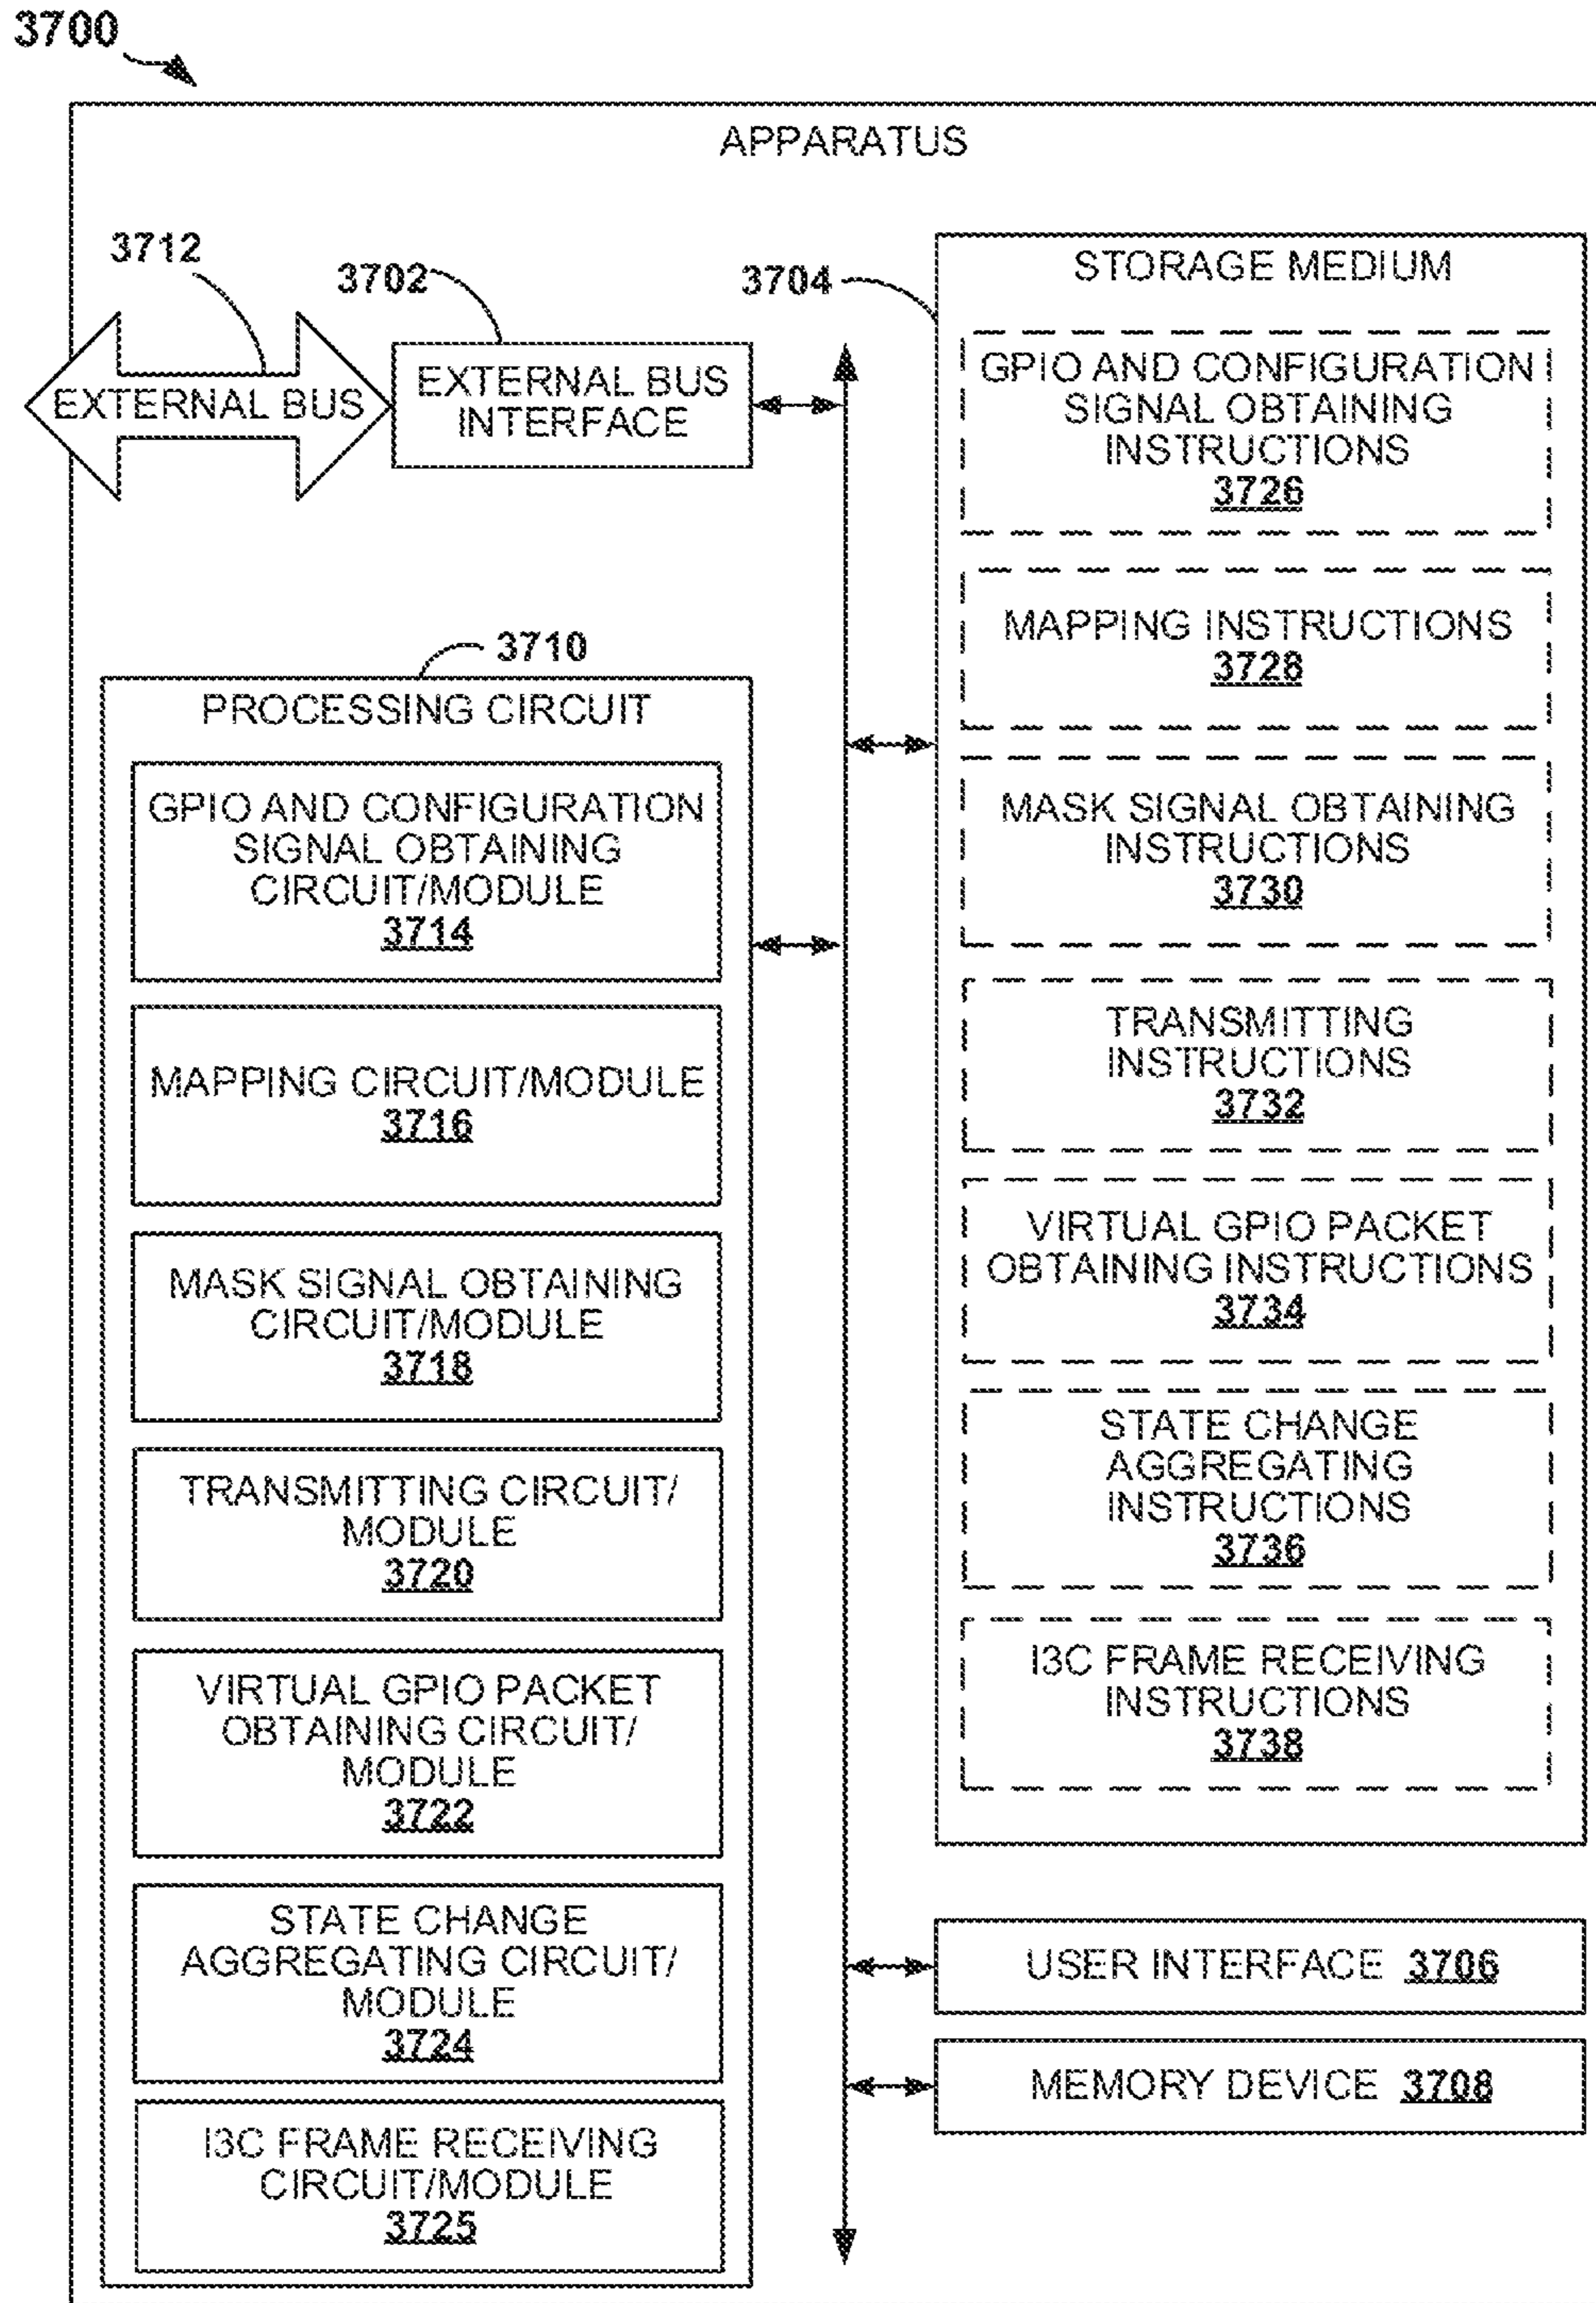 3700
APPARATUS
3712
3702
EXTERNAL BUS
EXTERNAL BUS
INTERFACE
3710
PROCESSING CIRCUIT
GPIO AND CONFIGURATION
SIGNAL OBTAINING
CIRCUIT/MODULE
3714
MAPPING CIRCUIT/MODULE
3716
MASK SIGNAL OBTAINING
CIRCUIT/MODULE
3718
TRANSMITTING CIRCUIT/
MODULE
3720
VIRTUAL GPIO PACKET
OBTAINING CIRCUIT/
MODULE
3722
STATE CHANGE
AGGREGATING CIRCUIT/
MODULE
3724
I3C FRAME RECEIVING
CIRCUIT/MODULE
3725
3704
STORAGE MEDIUM
GPIO AND CONFIGURATION
SIGNAL OBTAINING
INSTRUCTIONS
3726
MAPPING INSTRUCTIONS
3728
MASK SIGNAL OBTAINING
INSTRUCTIONS
3730
TRANSMITTING
INSTRUCTIONS
3732
VIRTUAL GPIO PACKET
OBTAINING INSTRUCTIONS
3734
STATE CHANGE
AGGREGATING
INSTRUCTIONS
3736
I3C FRAME RECEIVING
INSTRUCTIONS
3738
USER INTERFACE 3706
MEMORY DEVICE 3708